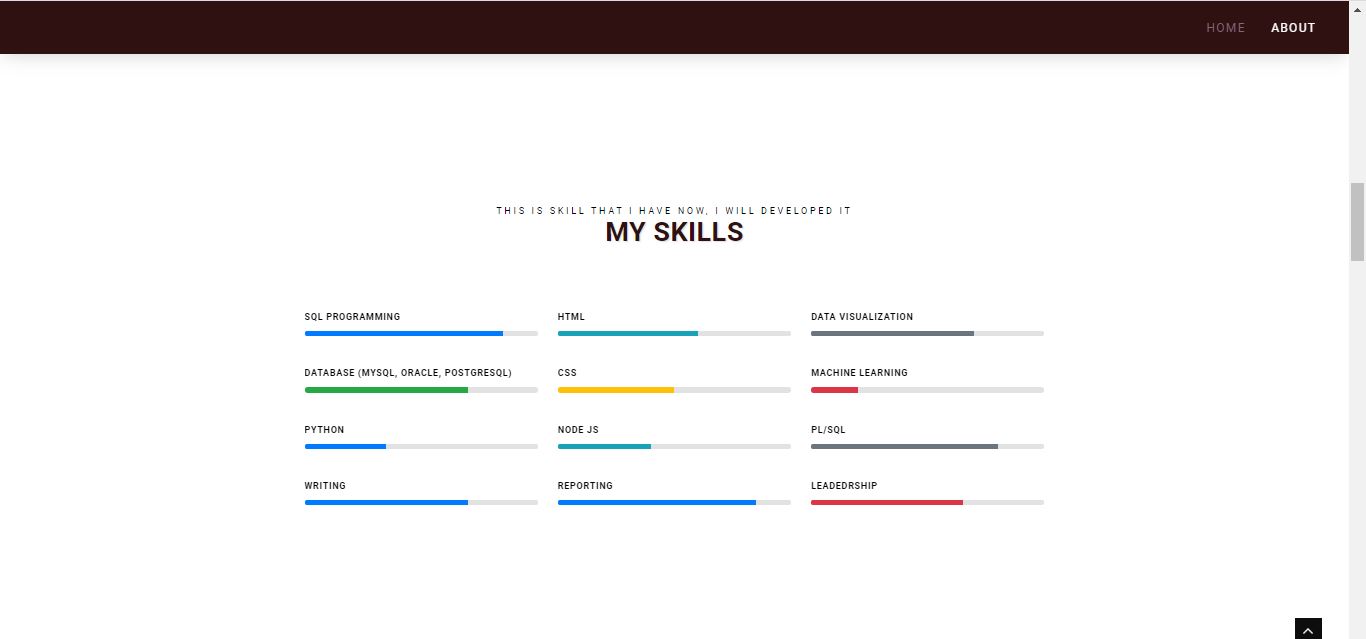 HOME ABOUT
THIS IS SKILL THAT I HAVE NOW, I WILL DEVELOPED IT
MY SKILLS
SQL PROGRAMMING
HTML
DATA VISUALIZATION
DATABASE (MYSQL, ORACLE, POSTGRESQL)
CSS
MACHINE LEARNING
PYTHON
NODE JS
PL/SQL
WRITING
REPORTING
LEADEDRSHIP